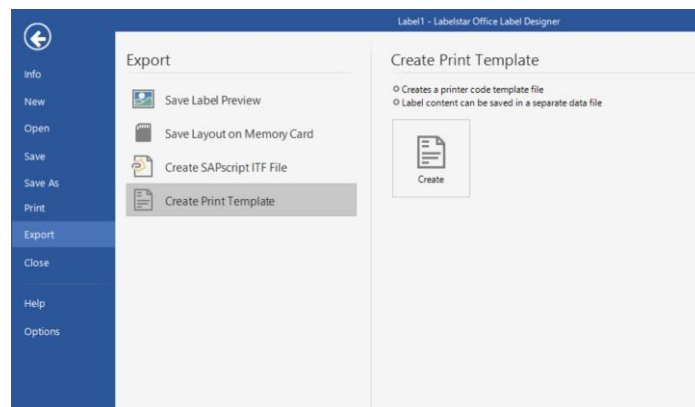 Label1 - Labelstar Office Label Designer
Info
New
Open
Save
Save As
Print
Export
Close
Help
Options
Export
Save Label Preview
Save Layout on Memory Card
Create SAPscript ITF File
Create Print Template
Create Print Template
Creates a printer code template file
Label content can be saved in a separate data file
Create